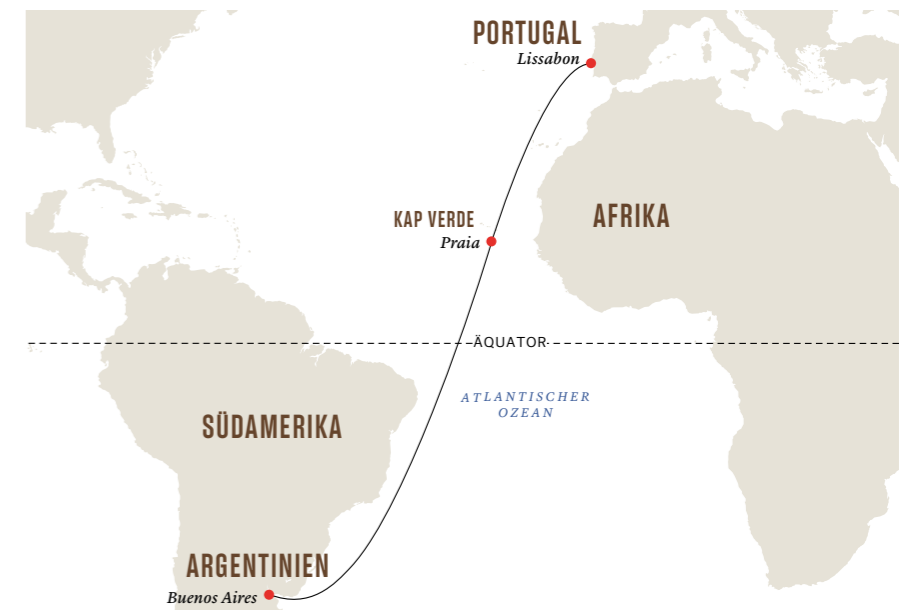 PORTUGAL
Lissabon
KAP VERDE
Praia
AFRIKA
ÄQUATOR
ATLANTISCHER
OZEAN
SÜDAMERIKA
ARGENTINIEN
Buenos Aires